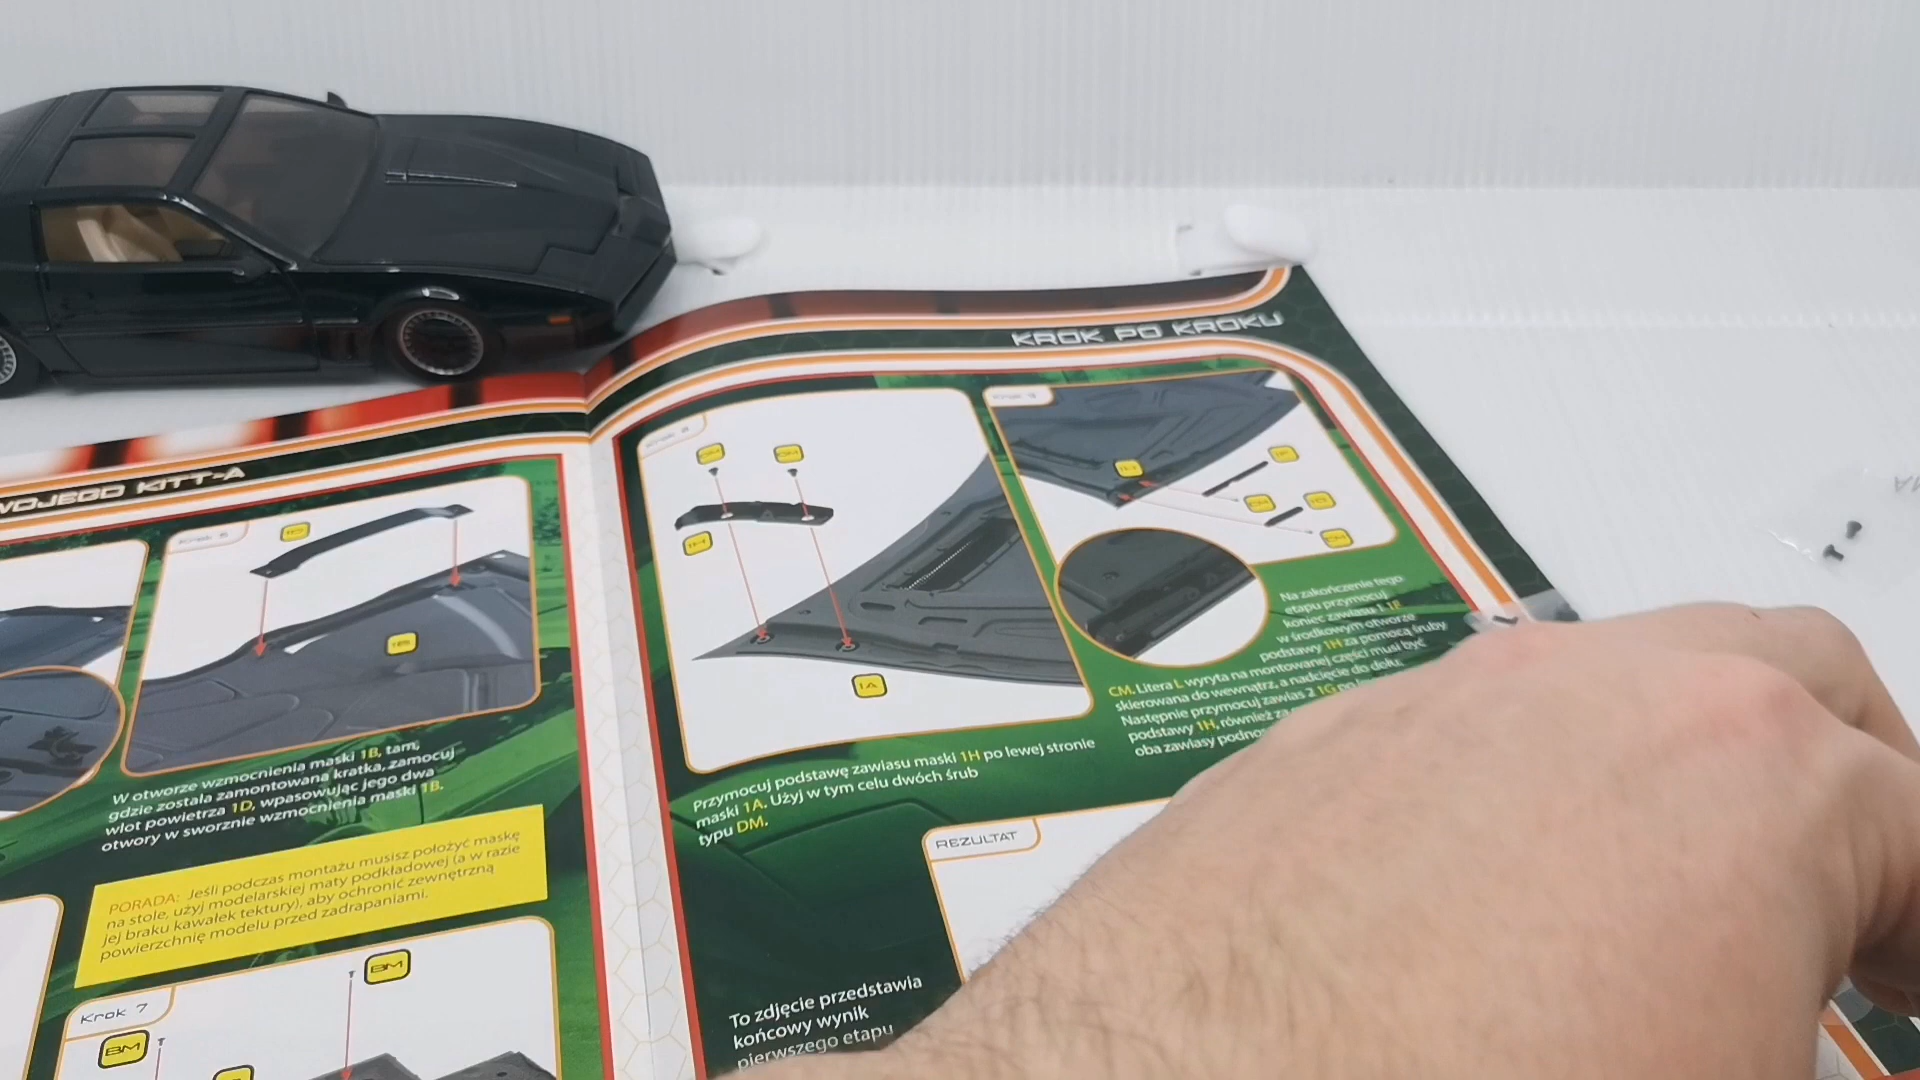 WOJEGO KITT-A
1D
1B
W otworze wzmocnienia maski 1B, tam,
gdzie została zamontowana kratka, zamocuj
wlot powietrza 1D, wpasowując jego dwa
otwory w sworznie wzmocnienia maski 1B.
PORADA: Jeśli podczas montażu musisz położyć maskę
na stole, użyj modelarskiej maty podkładowej (a w razie
jej braku kawałek tektury), aby ochronić zewnętrzną
powierzchnię modelu przed zadrapaniami.
Krok 7
BM
BM
KROK PO KROKU
Krok 8
DM
DM
1H
1A
Przymocuj podstawę zawiasu maski 1H po lewej stronie
maski 1A. Użyj w tym celu dwóch śrub
typu DM.
Krok 9
1H
1F
CM
1G
CM
Na zakończenie tego
etapu przymocuj
koniec zawiasu 1 1F
w środkowym otworze
podstawy 1H za pomocą śruby
CM. Litera L wyryta na montowanej części musi być
skierowana do wewnątrz, a nadcięcie do dołu.
Następnie przymocuj zawias 2 1G
podstawy 1H, również
oba zawiasy
REZULTAT
To zdjęcie przedstawia
końcowy wynik
pierwszego etapu